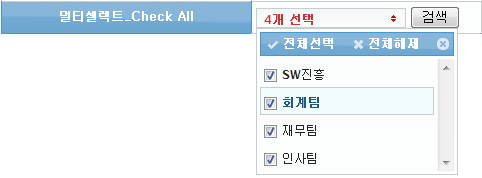 멀티셀렉트_Check All
4개 선택
검색
전체선택 전체해제
SW진흥
회계팀
재무팀
인사팀